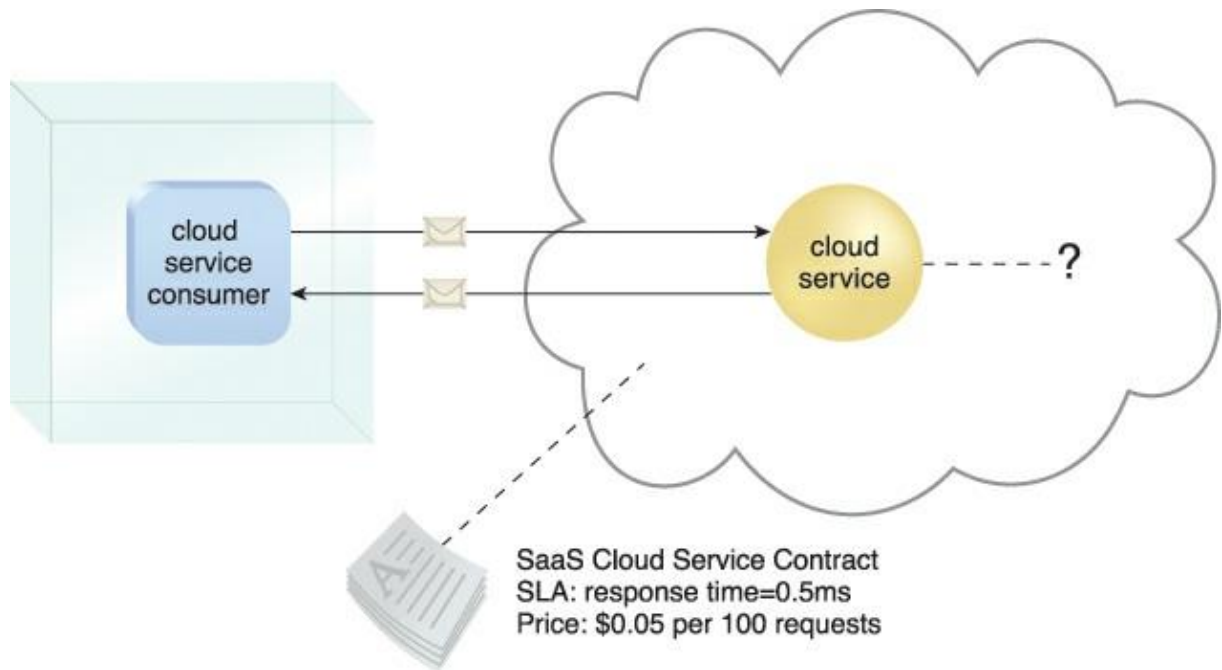 cloud
service
consumer
cloud
service
?
A
SaaS Cloud Service Contract
SLA: response time=0.5ms
Price: $0.05 per 100 requests